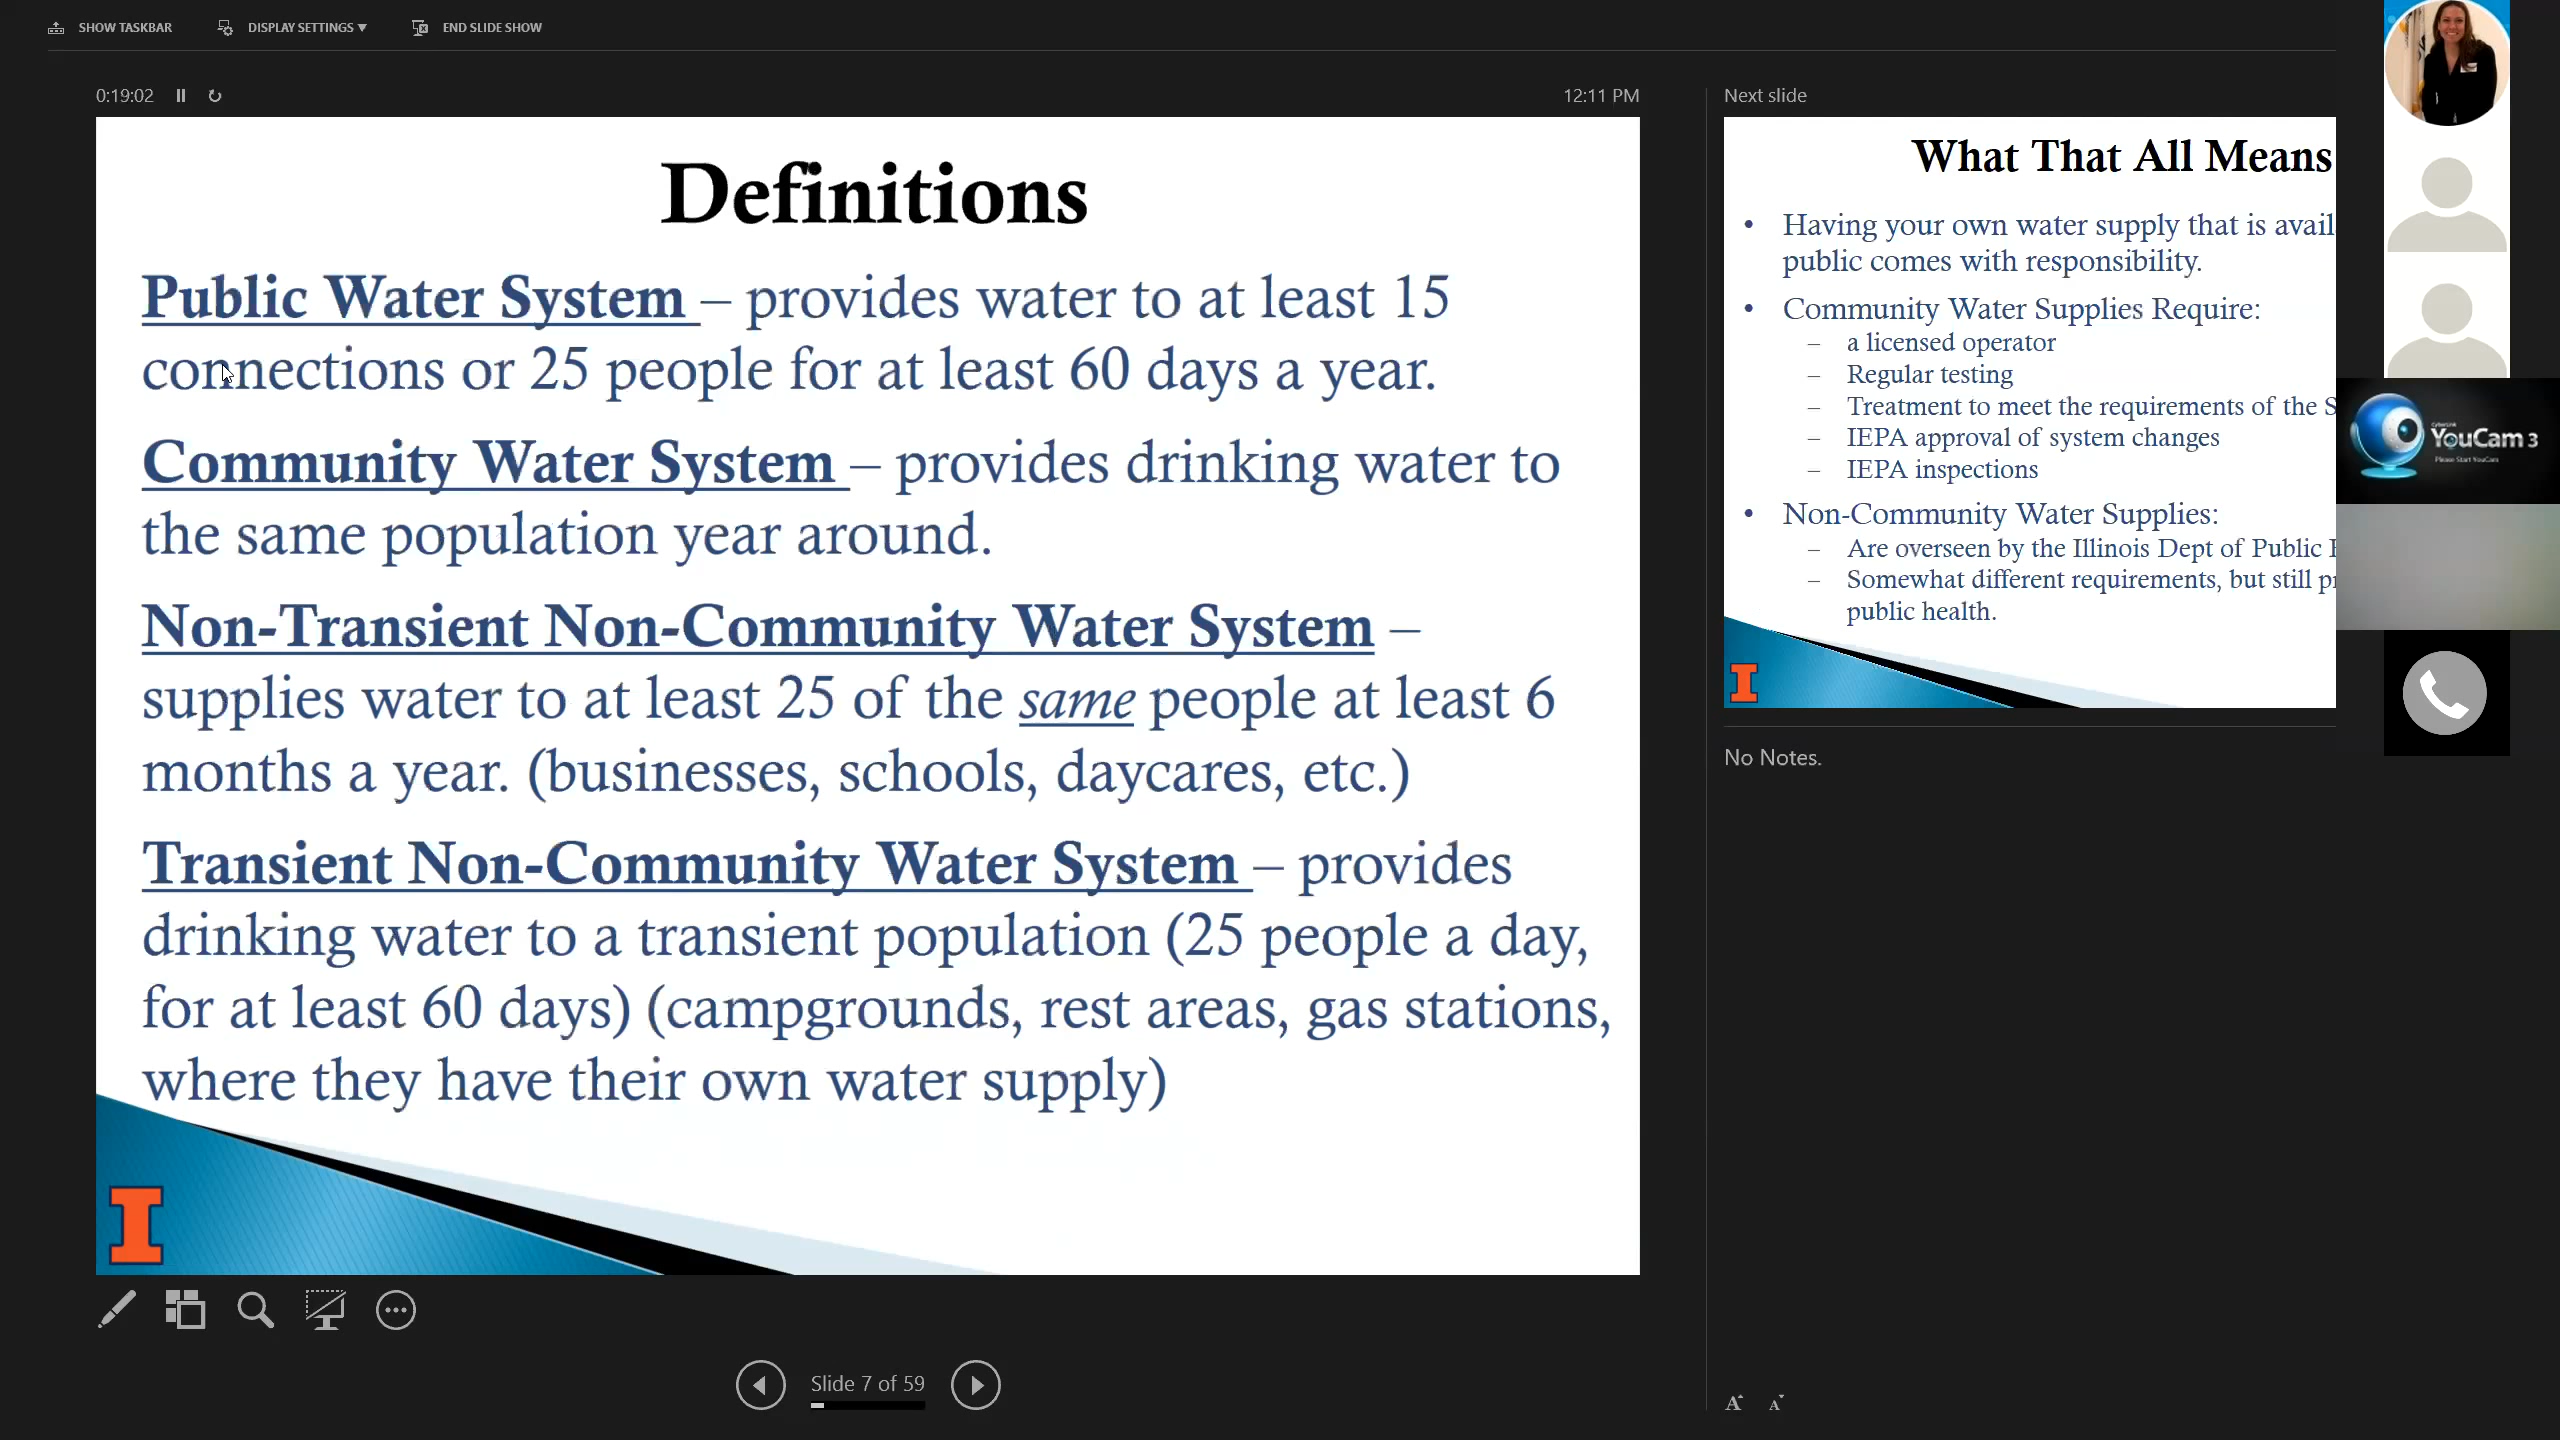 SHOW TASKBAR DISPLAY SETTINGS ▾ END SLIDE SHOW
0:19:02 12:11 PM
Definitions
Public Water System – provides water to at least 15
connections or 25 people for at least 60 days a year.
Community Water System – provides drinking water to
the same population year around.
Non-Transient Non-Community Water System –
supplies water to at least 25 of the same people at least 6
months a year. (businesses, schools, daycares, etc.)
Transient Non-Community Water System – provides
drinking water to a transient population (25 people a day,
for at least 60 days) (campgrounds, rest areas, gas stations,
where they have their own water supply)
I
Slide 7 of 59
Next slide
What That All Means
• Having your own water supply that is avail
public comes with responsibility.
• Community Water Supplies Require:
– a licensed operator
– Regular testing
– Treatment to meet the requirements of the S
– IEPA approval of system changes
– IEPA inspections
• Non-Community Water Supplies:
– Are overseen by the Illinois Dept of Public
– Somewhat different requirements, but still pr
public health.
I
No Notes.
A A
CyberLink
YouCam 3
Please Start YouCam